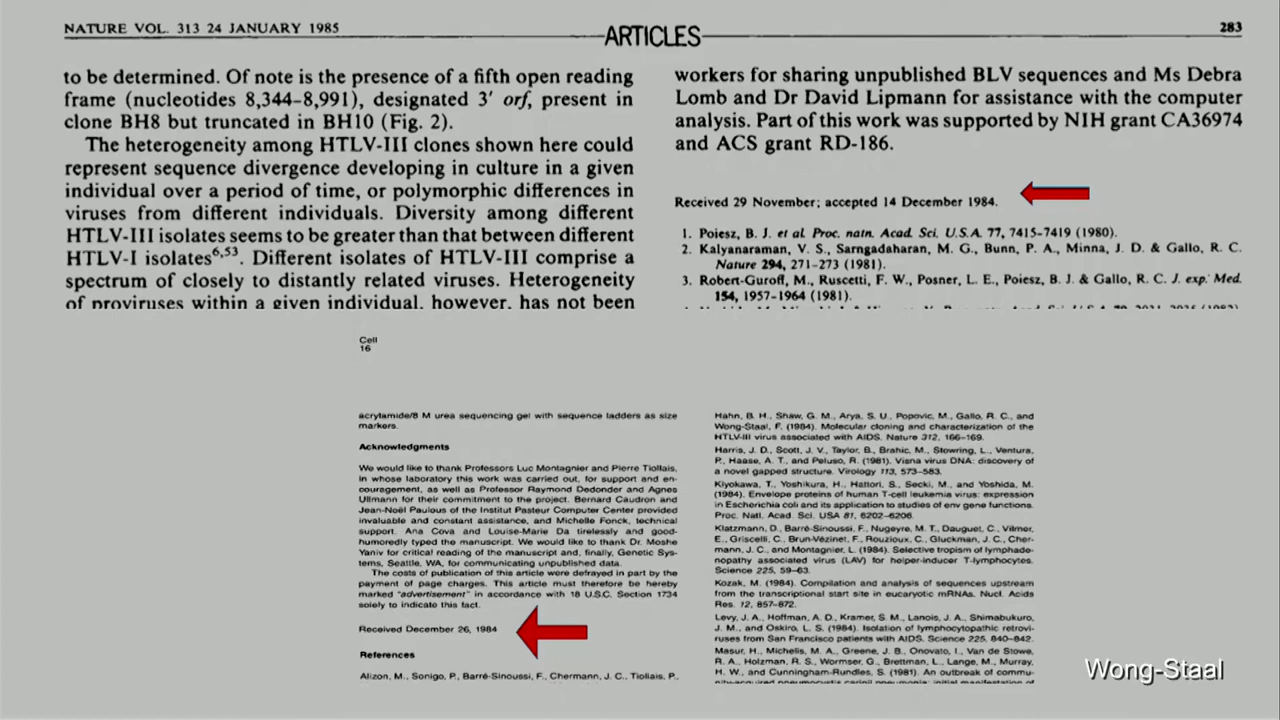 NATURE VOL. 313 24 JANUARY 1985
ARTICLES
283
to be determined. Of note is the presence of a fifth open reading
frame (nucleotides 8,344–8,991), designated 3′ orf, present in
clone BH8 but truncated in BH10 (Fig. 2).
The heterogeneity among HTLV-III clones shown here could
represent sequence divergence developing in culture in a given
individual over a period of time, or polymorphic differences in
viruses from different individuals. Diversity among different
HTLV-III isolates seems to be greater than that between different
HTLV-I isolates6,53. Different isolates of HTLV-III comprise a
spectrum of closely to distantly related viruses. Heterogeneity
of proviruses within a given individual, however, has not been
workers for sharing unpublished BLV sequences and Ms Debra
Lomb and Dr David Lipmann for assistance with the computer
analysis. Part of this work was supported by NIH grant CA36974
and ACS grant RD-186.
Received 29 November; accepted 14 December 1984.
1. Poiesz, B. J. et al. Proc. natn. Acad. Sci. U.S.A. 77, 7415–7419 (1980).
2. Kalyanaraman, V. S., Sarngadaharan, M. G., Bunn, P. A., Minna, J. D. & Gallo, R. C.
Nature 294, 271–273 (1981).
3. Robert-Guroff, M., Ruscetti, F. W., Posner, L. E., Poiesz, B. J. & Gallo, R. C. J. exp. Med.
154, 1957–1964 (1981).
Cell
16
acrylamide/8 M urea sequencing gel with sequence ladders as size
markers.
Acknowledgments
We would like to thank Professors Luc Montagnier and Pierre Tiollais,
in whose laboratory this work was carried out, for support and en-
couragement, as well as Professor Raymond Dedonder and Agnes
Ullmann for their commitment to the project. Bernard Caudron and
Jean-Noël Paulous of the Institut Pasteur Computer Center provided
invaluable and constant assistance, and Michelle Fonck, technical
support. Ana Cova and Louise-Marie Da tirelessly and good-
humoredly typed the manuscript. We would like to thank Dr. Moshe
Yaniv for critical reading of the manuscript and, finally, Genetic Sys-
tems, Seattle, WA, for communicating unpublished data.
The costs of publication of this article were defrayed in part by the
payment of page charges. This article must therefore be hereby
marked "advertisement" in accordance with 18 U.S.C. Section 1734
solely to indicate this fact.
Received December 26, 1984
References
Alizon, M., Sonigo, P., Barré-Sinoussi, F., Chermann, J. C., Tiollais, P.,
Hahn, B. H., Shaw, G. M., Arya, S. U., Popovic, M., Gallo, R. C., and
Wong-Staal, F. (1984). Molecular cloning and characterization of the
HTLV-III virus associated with AIDS. Nature 312, 166–169.
Harris, J. D., Scott, J. V., Taylor, B., Brahic, M., Stowring, L., Ventura,
P., Haase, A. T., and Peluso, R. (1981). Visna virus DNA: discovery of
a novel gapped structure. Virology 113, 573–583.
Kiyokawa, T., Yoshikura, H., Hattori, S., Secki, M., and Yoshida, M.
(1984). Envelope proteins of human T-cell leukemia virus: expression
in Escherichia coli and its application to studies of env gene functions.
Proc. Natl. Acad. Sci. USA 81, 6202–6206.
Klatzmann, D., Barré-Sinoussi, F., Nugeyre, M. T., Dauguet, C., Vilmer,
E., Griscelli, C., Brun-Vézinet, F., Rouzioux, C., Gluckman, J. C., Cher-
mann, J. C., and Montagnier, L. (1984). Selective tropism of lymphade-
nopathy associated virus (LAV) for helper-inducer T-lymphocytes.
Science 225, 59–63.
Kozak, M. (1984). Compilation and analysis of sequences upstream
from the transcriptional start site in eucaryotic mRNAs. Nucl. Acids
Res. 12, 857–872.
Levy, J. A., Hoffman, A. D., Kramer, S. M., Lanois, J. A., Shimabukuro,
J. M., and Oskiro, L. S. (1984). Isolation of lymphocytopathic retrovi-
ruses from San Francisco patients with AIDS. Science 225, 840–842.
Masur, H., Michelis, M. A., Greene, J. B., Onovato, I., Van de Stowe,
R. A., Holzman, R. S., Wormser, G., Brettman, L., Lange, M., Murray,
H. W., and Cunningham-Rundles, S. (1981). An outbreak of commu-
Wong-Staal